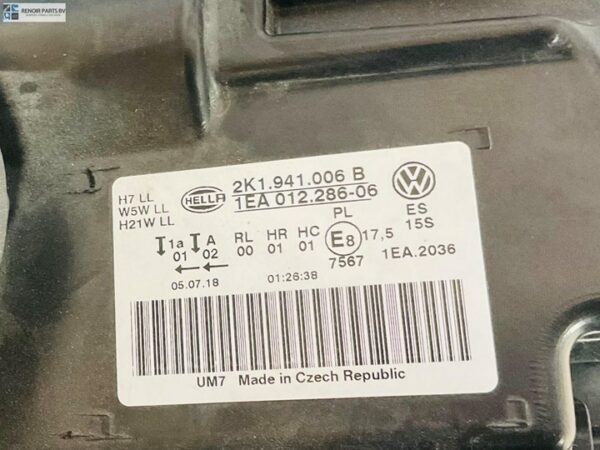 RENOIR PARTS BV
H7 LL
W5W LL
H21W LL
HELLA
2K1.941.006 B
1EA 012.286-06
1a A RL HR HC PL ES
01 02 00 01 01 E8 17,5 15S
7567 1EA.2036
05.07.18 01:26:38
UM7 Made in Czech Republic